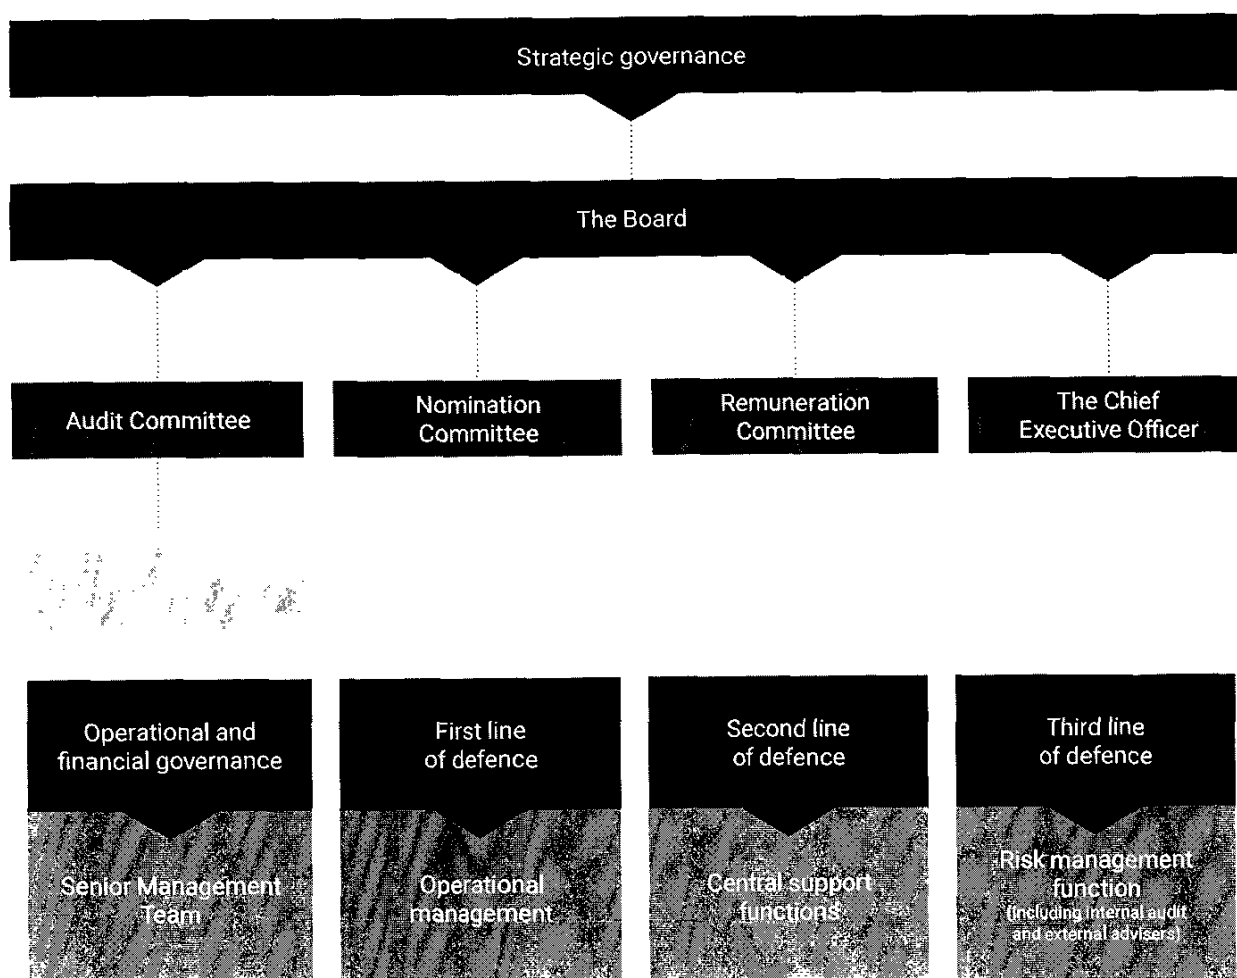 Strategic governance
The Board
Audit Committee
Nomination
Committee
Remuneration
Committee
The Chief
Executive Officer
Operational and
financial governance
First line
of defence
Second line
of defence
Third line
of defence
Senior Management
Team
Operational
management
Central support
functions
Risk management
function
(including internal audit
and external advisers)